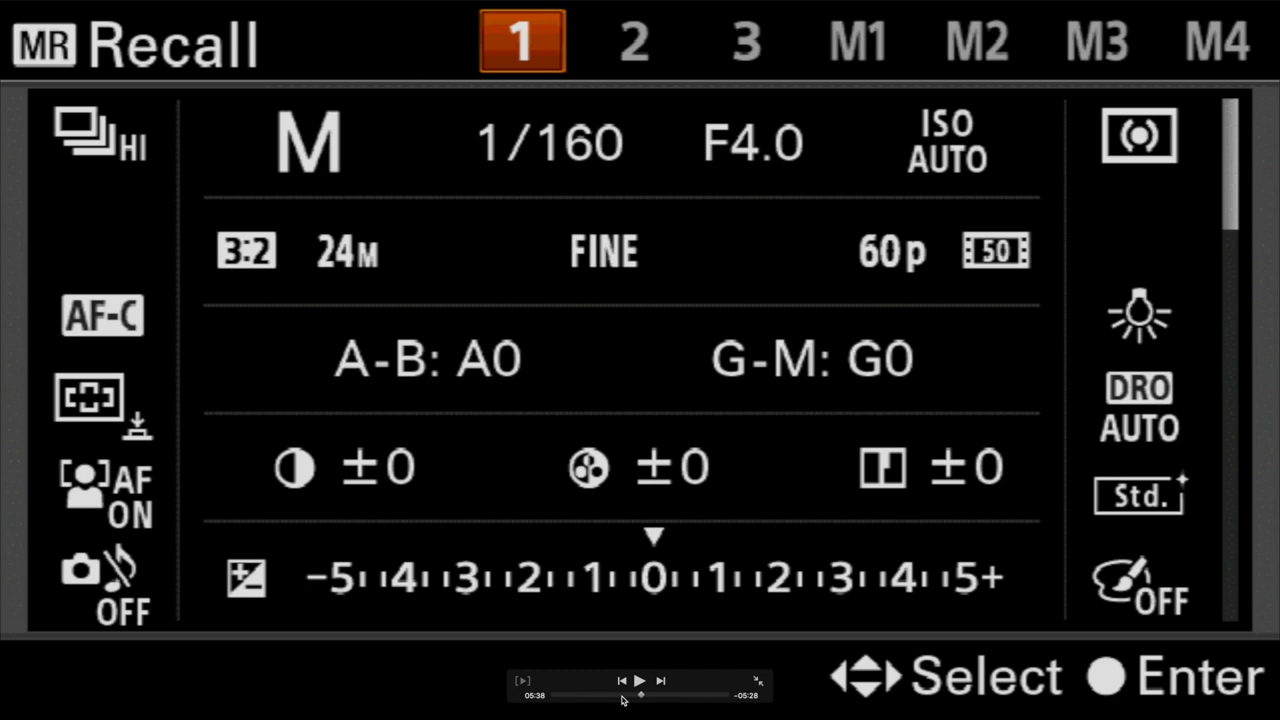 MR Recall 1 2 3 M1 M2 M3 M4
HI
M 1/160 F4.0 ISO AUTO
3:2 24M FINE 60p 50
AF-C
A-B: A0 G-M: G0
DRO AUTO
±0 ±0 ±0
AF ON
Std.
−5 4 3 2 1 0 1 2 3 4 5+
OFF
OFF
Select Enter
05:38 −05:28